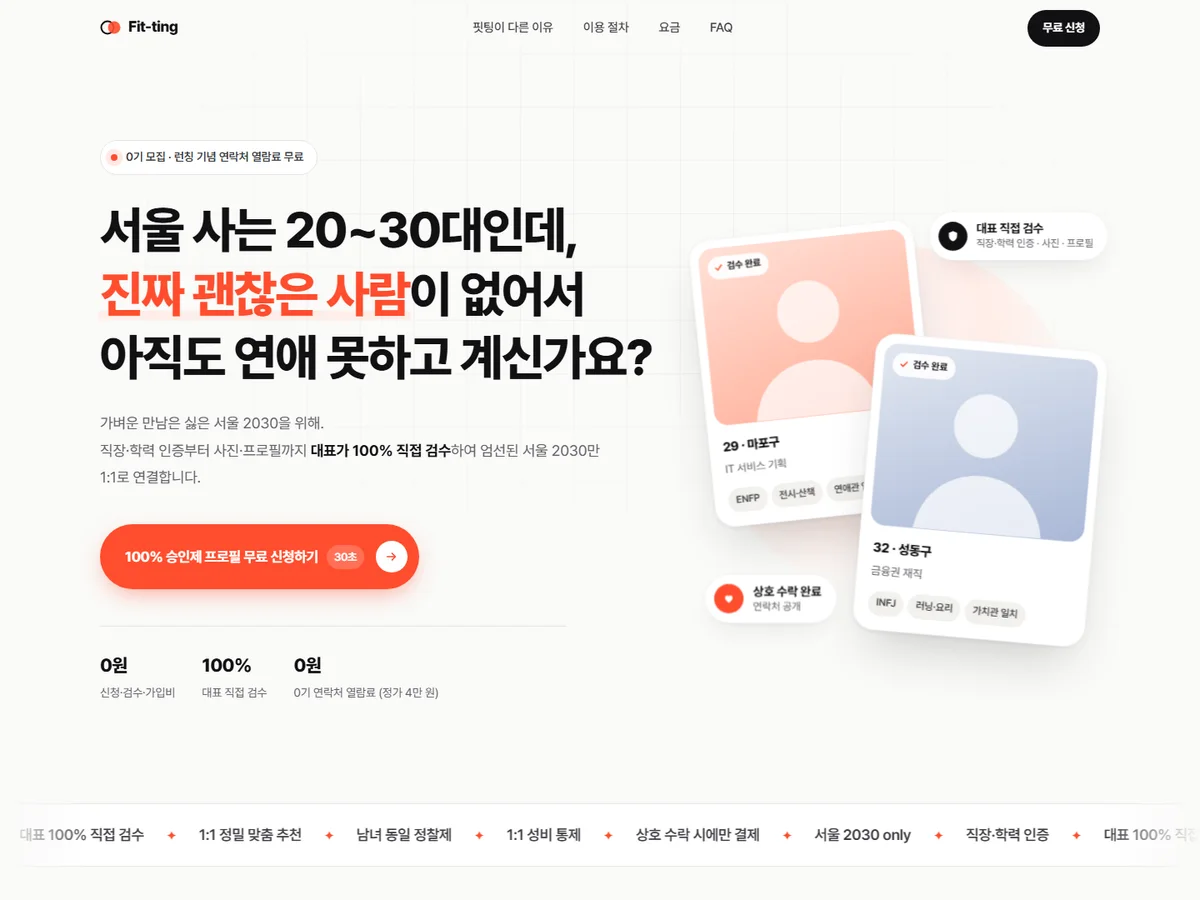 Fit-ting
핏팅이 다른 이유
이용 절차
요금
FAQ
무료 신청
0기 모집 · 런칭 기념 연락처 열람료 무료
서울 사는 20~30대인데,
진짜 괜찮은 사람이 없어서
아직도 연애 못하고 계신가요?
가벼운 만남은 싫은 서울 2030을 위해.
직장·학력 인증부터 사진·프로필까지 대표가 100% 직접 검수하여 엄선된 서울 2030만
1:1로 연결합니다.
100% 승인제 프로필 무료 신청하기 30초
0원
신청·검수·가입비
100%
대표 직접 검수
0원
0기 연락처 열람료 (정가 4만 원)
대표 직접 검수
직장·학력 인증 · 사진 · 프로필
검수 완료
29 · 마포구
IT 서비스 기획
ENFP
전시·산책
연애관
검수 완료
32 · 성동구
금융권 재직
INFJ
러닝·요리
가치관 일치
상호 수락 완료
연락처 공개
대표 100% 직접 검수 ✦ 1:1 정밀 맞춤 추천 ✦ 남녀 동일 정찰제 ✦ 1:1 성비 통제 ✦ 상호 수락 시에만 결제 ✦ 서울 2030 only ✦ 직장·학력 인증 ✦ 대표 100% 직접